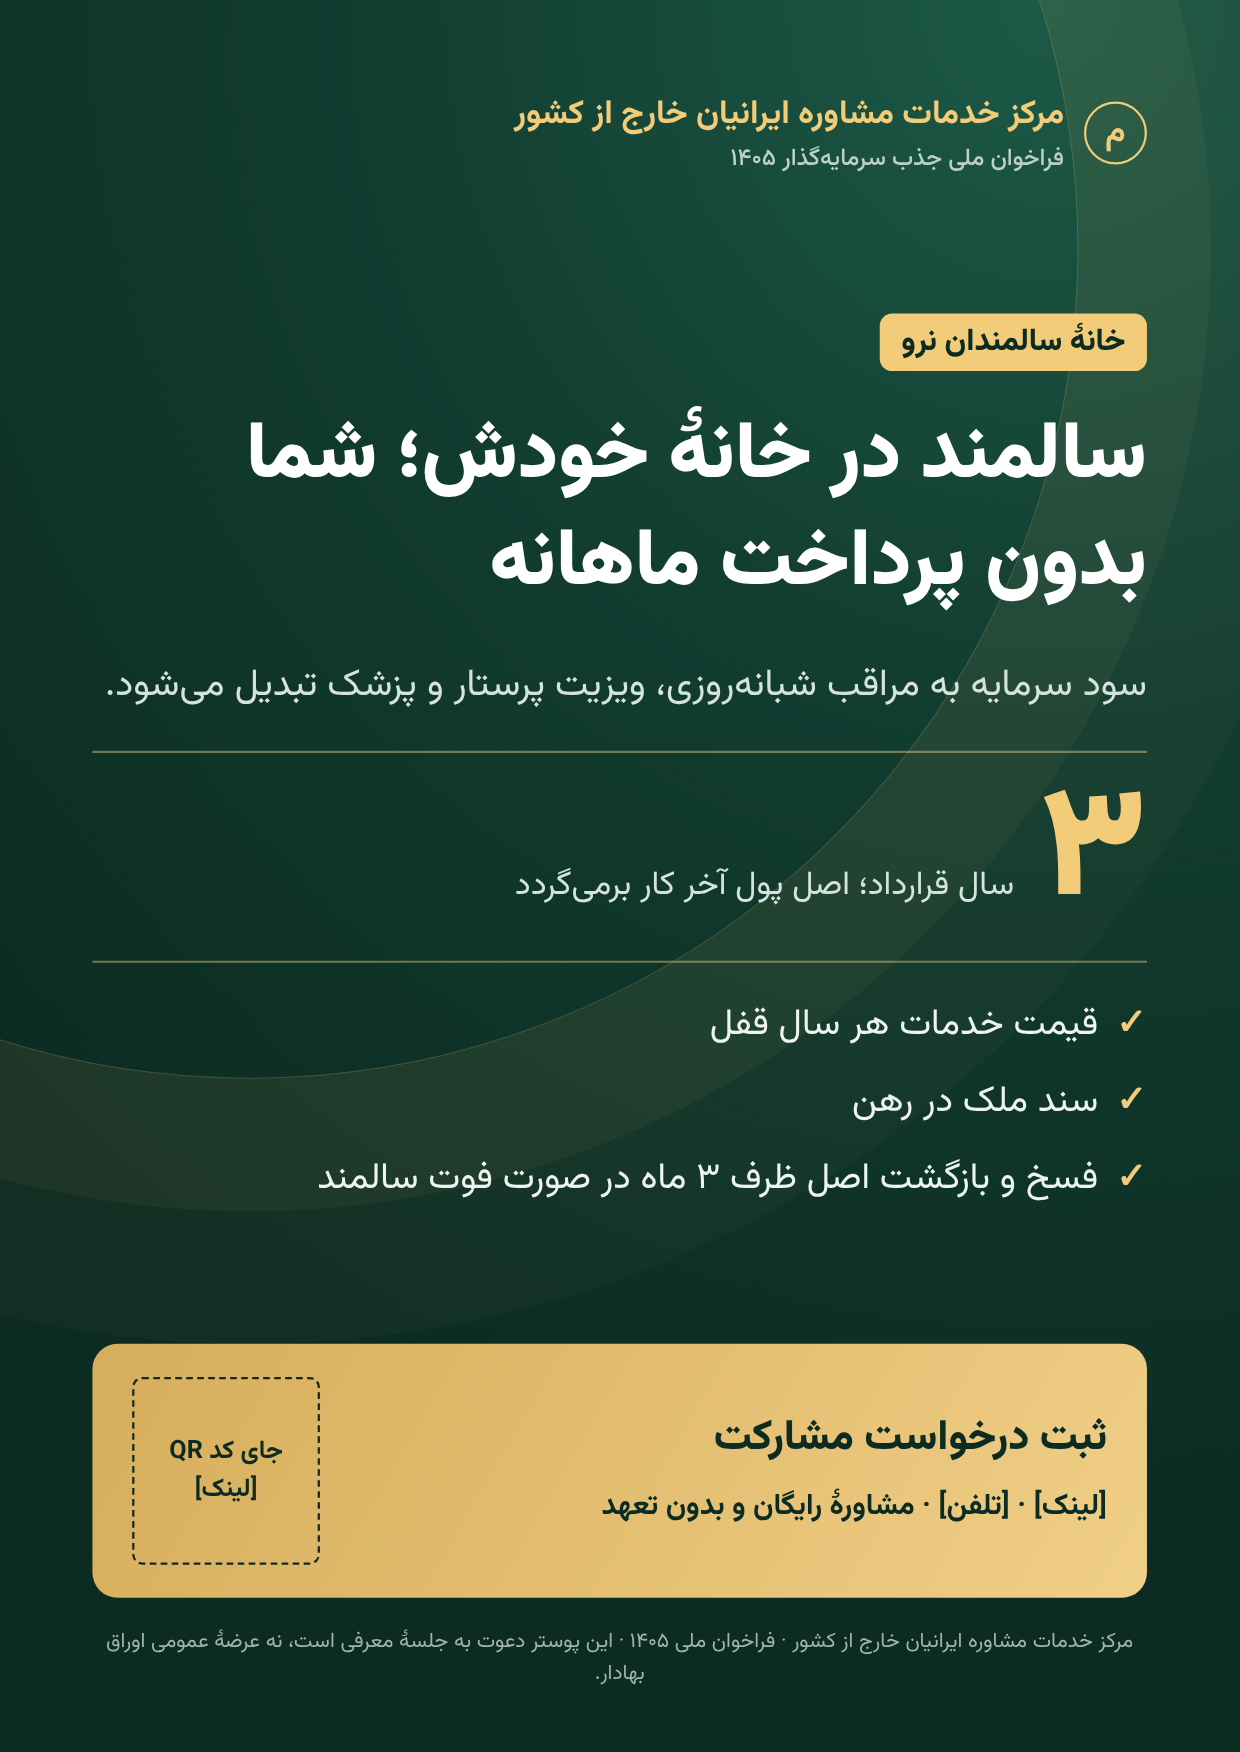 م
مرکز خدمات مشاوره ایرانیان خارج از کشور
فراخوان ملی جذب سرمایه‌گذار ۱۴۰۵
خانهٔ سالمندان نرو
سالمند در خانهٔ خودش؛ شما
بدون پرداخت ماهانه
سود سرمایه به مراقب شبانه‌روزی، ویزیت پرستار و پزشک تبدیل می‌شود.
۳
سال قرارداد؛ اصل پول آخر کار برمی‌گردد
✓ قیمت خدمات هر سال قفل
✓ سند ملک در رهن
✓ فسخ و بازگشت اصل ظرف ۳ ماه در صورت فوت سالمند
ثبت درخواست مشارکت
[لینک] · [تلفن] · مشاورهٔ رایگان و بدون تعهد
جای کد QR
[لینک]
مرکز خدمات مشاوره ایرانیان خارج از کشور · فراخوان ملی ۱۴۰۵ · این پوستر دعوت به جلسهٔ معرفی است، نه عرضهٔ عمومی اوراق
بهادار.